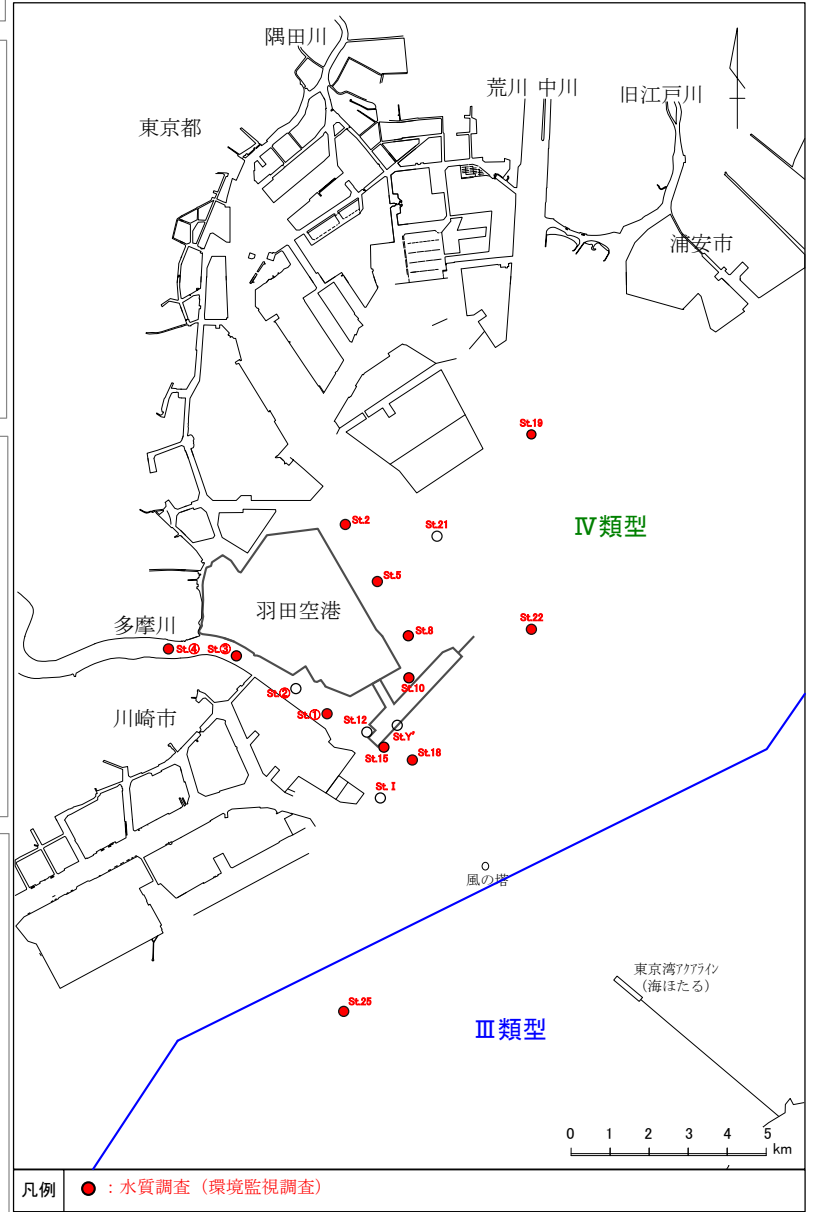 隅田川
荒川 中川
旧江戸川
東京都
浦安市
St.19
St.2
St.21
Ⅳ類型
St.5
羽田空港
多摩川
St.8
St.22
St.④
St.③
St.②
St.10
川崎市
St.①
St.12
St.Y'
St.15
St.18
St.Ⅰ
風の塔
東京湾アクアライン
(海ほたる)
St.25
Ⅲ類型
0 1 2 3 4 5
km
凡例
:水質調査(環境監視調査)